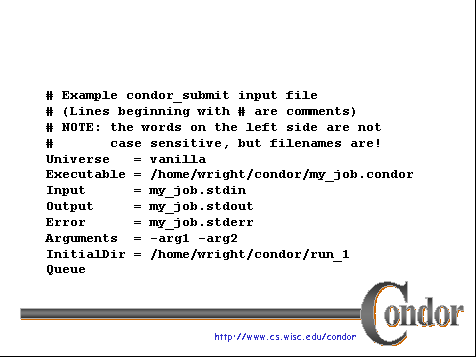 # Example condor_submit input file
# (Lines beginning with # are comments)
# NOTE: the words on the left side are not
#       case sensitive, but filenames are!
Universe   = vanilla
Executable = /home/wright/condor/my_job.condor
Input      = my_job.stdin
Output     = my_job.stdout
Error      = my_job.stderr
Arguments  = -arg1 -arg2
InitialDir = /home/wright/condor/run_1
Queue
Condor
http://www.cs.wisc.edu/condor